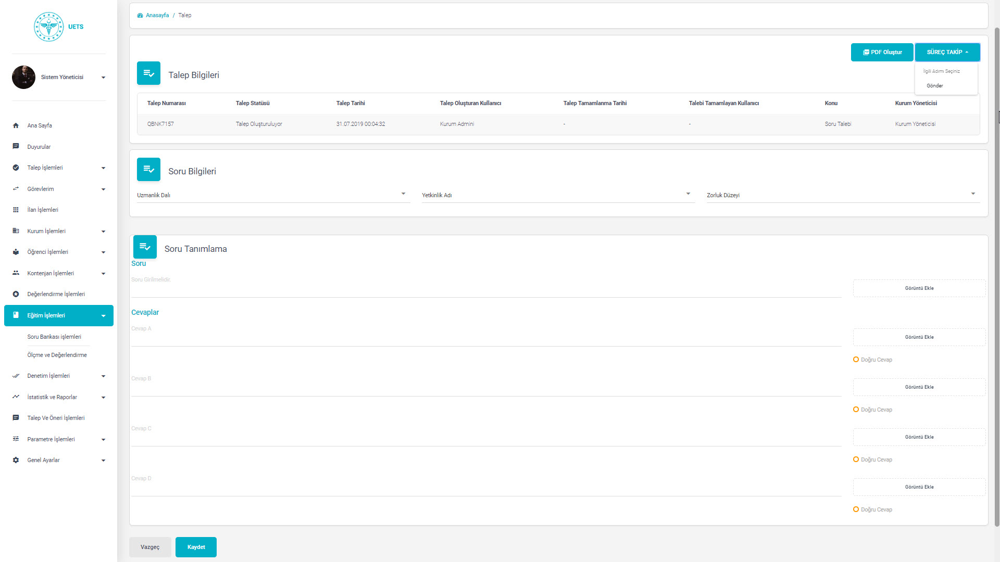 UETS
Sistem Yöneticisi
Ana Sayfa
Duyurular
Talep İşlemleri
Görevlerim
İlan İşlemleri
Kurum İşlemleri
Öğrenci İşlemleri
Kontenjan İşlemleri
Değerlendirme İşlemleri
Eğitim İşlemleri
Soru Bankası işlemleri
Ölçme ve Değerlendirme
Denetim İşlemleri
İstatistik ve Raporlar
Talep Ve Öneri İşlemleri
Parametre İşlemleri
Genel Ayarlar
Anasayfa / Talep
PDF Oluştur SÜREÇ TAKİP
İlgili Adımı Seçiniz
Gönder
Talep Bilgileri
Talep Numarası Talep Statüsü Talep Tarihi Talep Oluşturan Kullanıcı Talep Tamamlanma Tarihi Talebi Tamamlayan Kullanıcı Konu Kurum Yöneticisi
QBNK7157 Talep Oluşturuluyor 31.07.2019 00:04:32 Kurum Admini - - Soru Talebi Kurum Yöneticisi
Soru Bilgileri
Uzmanlık Dalı Yetkinlik Adı Zorluk Düzeyi
Soru Tanımlama
Soru
Soru Girilmelidir.
Görüntü Ekle
Cevaplar
Cevap A
Görüntü Ekle
Doğru Cevap
Cevap B
Görüntü Ekle
Doğru Cevap
Cevap C
Görüntü Ekle
Doğru Cevap
Cevap D
Görüntü Ekle
Doğru Cevap
Vazgeç Kaydet